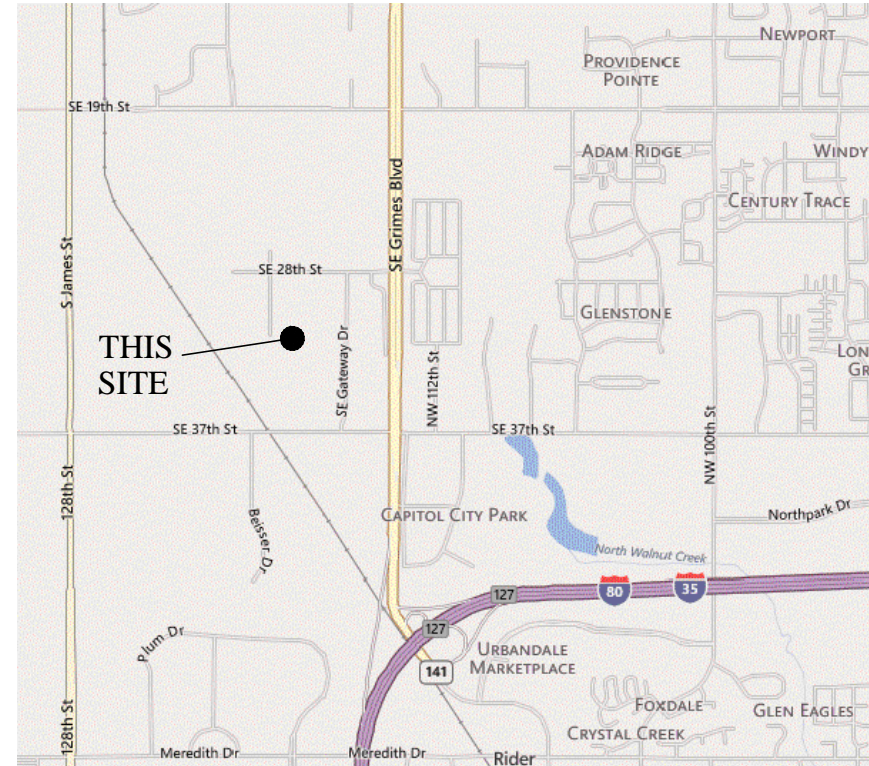 NEWPORT
PROVIDENCE
POINTE
SE 19th St
ADAM RIDGE
WINDY
CENTURY TRACE
SE Grimes Blvd
S James St
SE 28th St
GLENSTONE
THIS
SITE
SE Gateway Dr
NW 112th St
LON
GR
SE 37th St
SE 37th St
NW 100th St
128th St
Beisser Dr
CAPITOL CITY PARK
Northpark Dr
North Walnut Creek
127
80
35
127
Plum Dr
URBANDALE
MARKETPLACE
141
FOXDALE
GLEN EAGLES
128th St
CRYSTAL CREEK
Meredith Dr
Meredith Dr
Rider